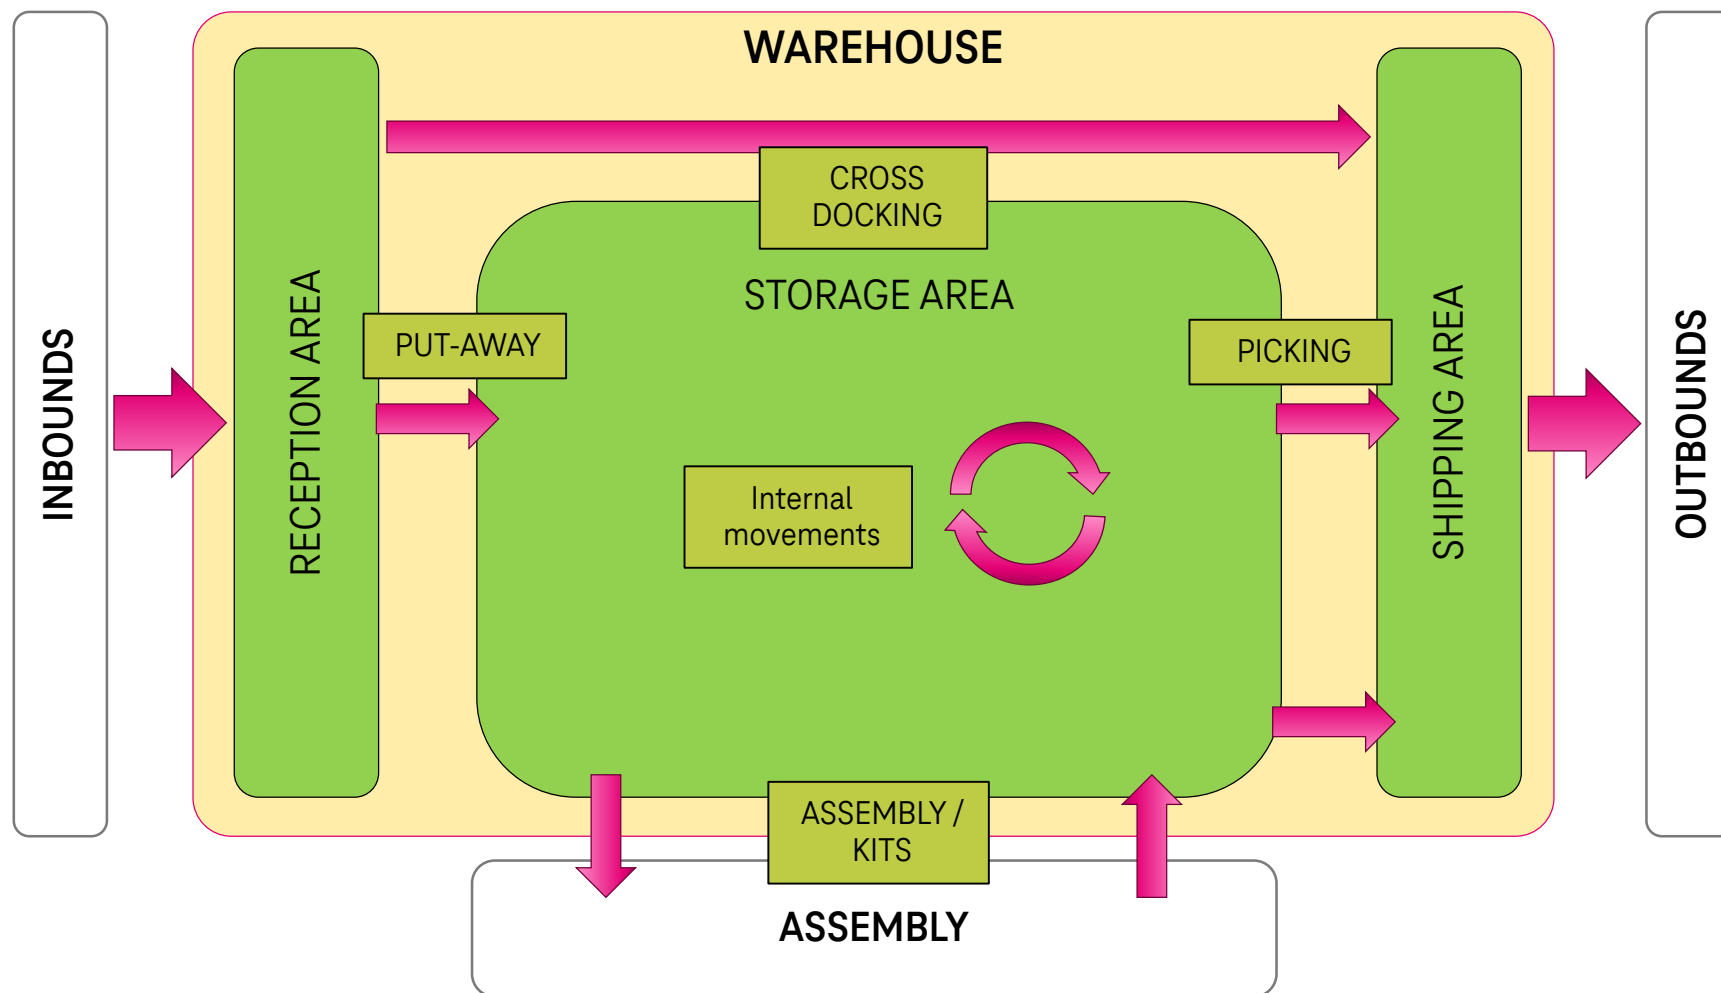 WAREHOUSE
CROSS
DOCKING
STORAGE AREA
INBOUNDS
RECEPTION AREA
PUT-AWAY
PICKING
SHIPPING AREA
OUTBOUNDS
Internal
movements
ASSEMBLY /
KITS
ASSEMBLY